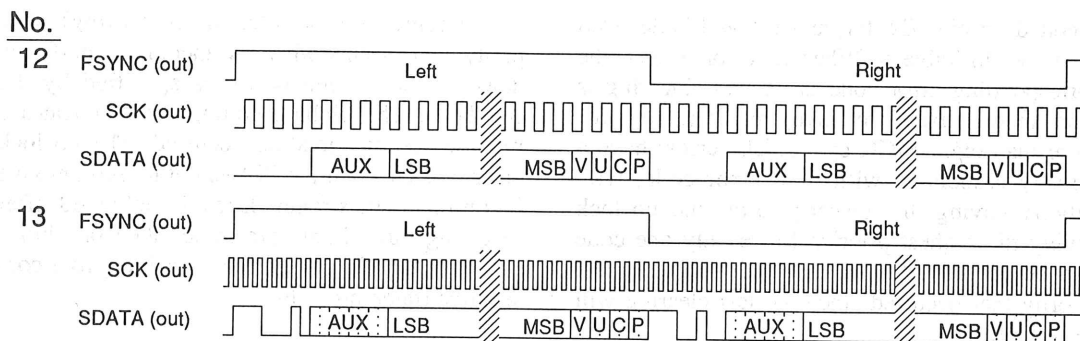 No.
12
FSYNC (out) Left Right
SCK (out)
SDATA (out) AUX LSB MSB V U C P AUX LSB MSB V U C P
13
FSYNC (out) Left Right
SCK (out)
SDATA (out) AUX LSB MSB V U C P AUX LSB MSB V U C P